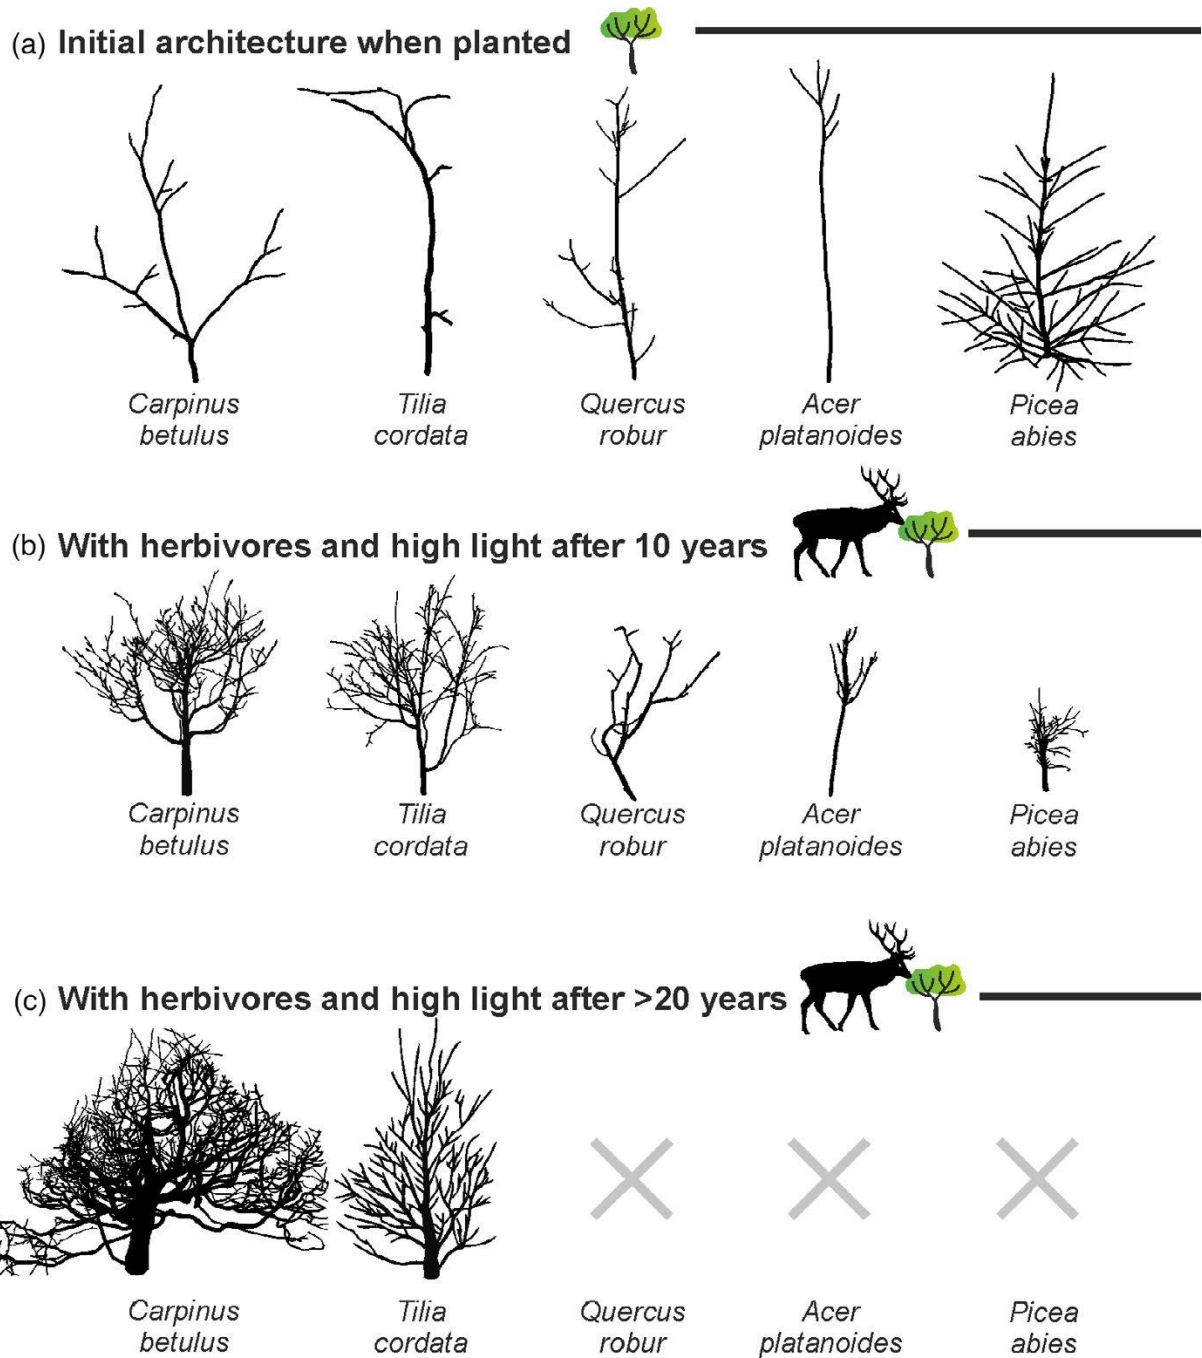 (a) Initial architecture when planted
Carpinus betulus
Tilia cordata
Quercus robur
Acer platanoides
Picea abies
(b) With herbivores and high light after 10 years
Carpinus betulus
Tilia cordata
Quercus robur
Acer platanoides
Picea abies
(c) With herbivores and high light after >20 years
Carpinus betulus
Tilia cordata
Quercus robur
Acer platanoides
Picea abies